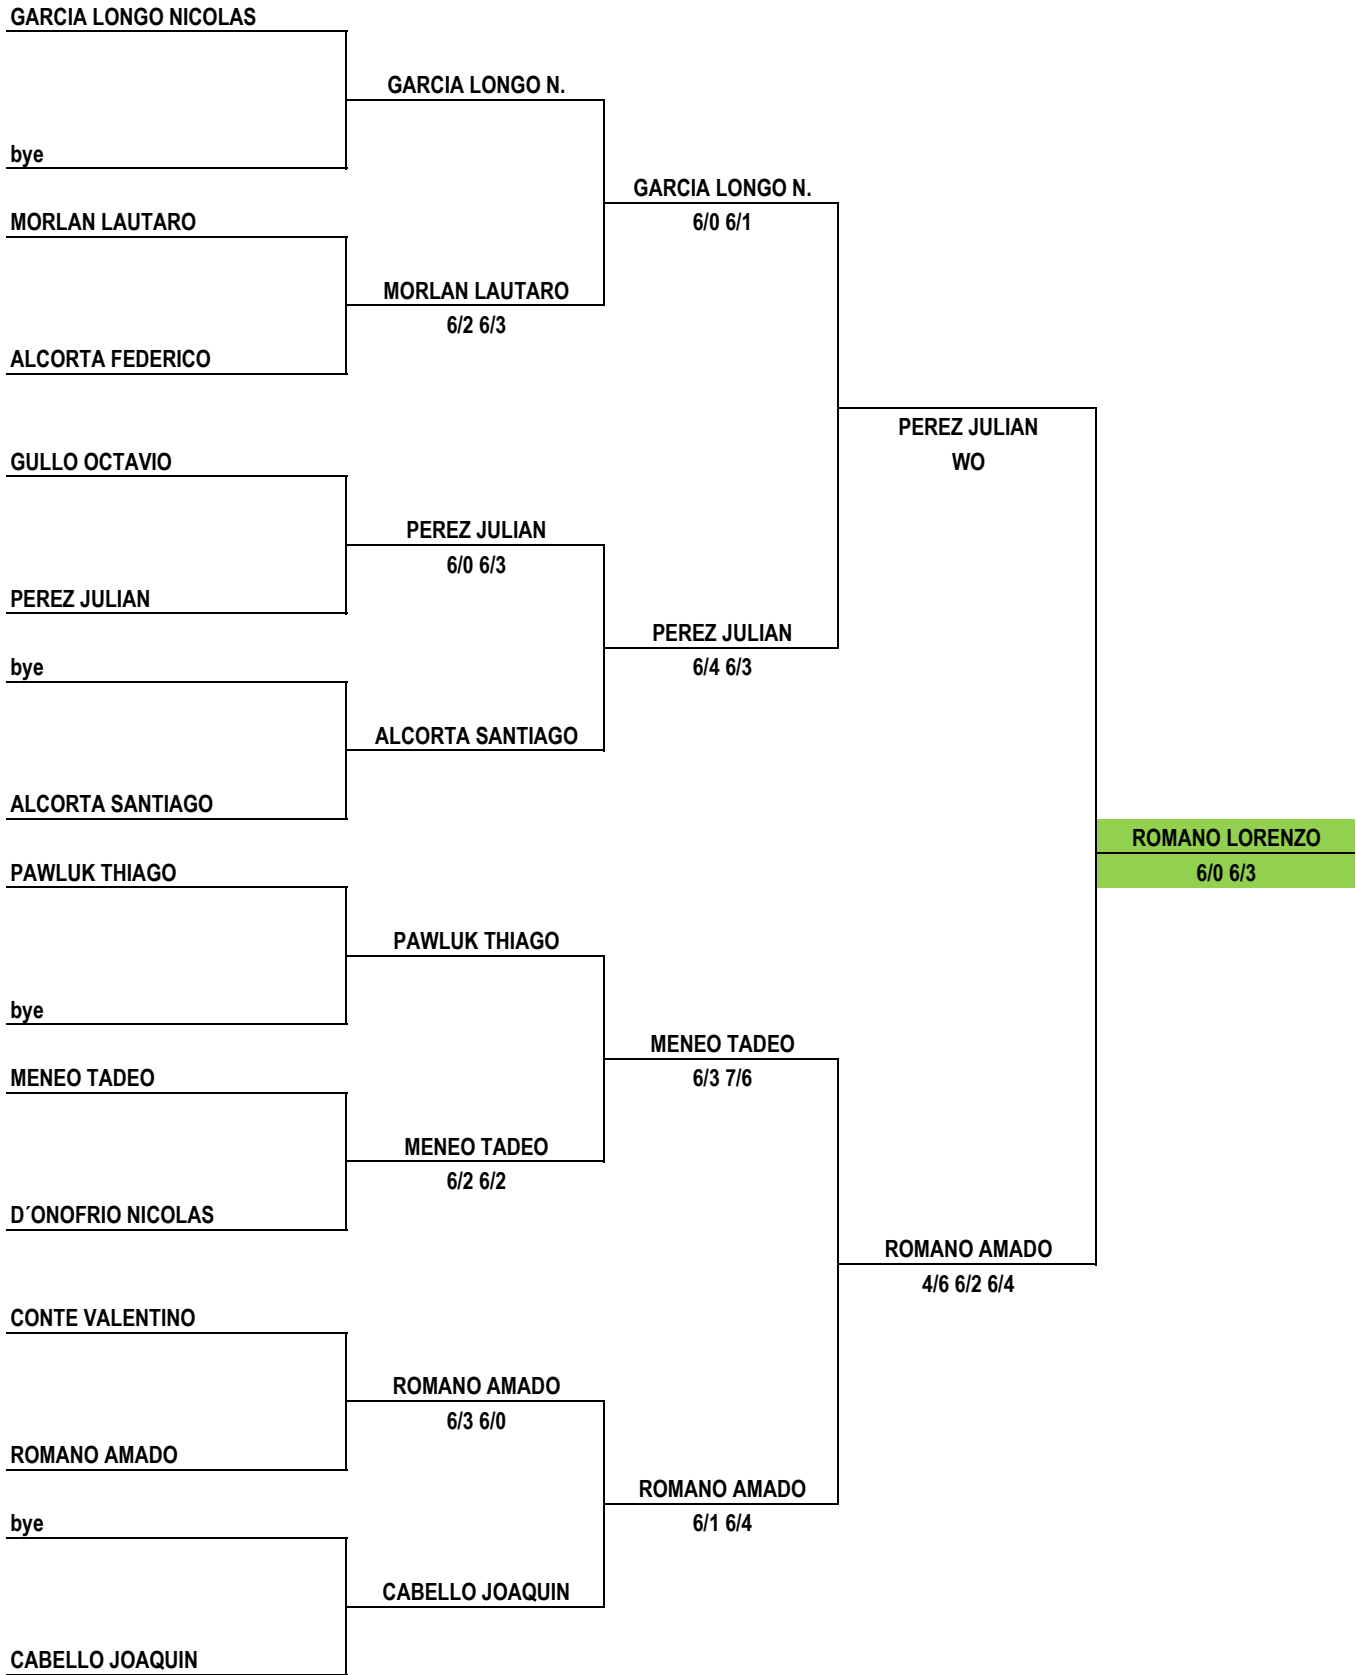 GARCIA LONGO NICOLAS
GARCIA LONGO N.
bye
GARCIA LONGO N.
MORLAN LAUTARO
6/0 6/1
MORLAN LAUTARO
6/2 6/3
ALCORTA FEDERICO
PEREZ JULIAN
GULLO OCTAVIO
WO
PEREZ JULIAN
6/0 6/3
PEREZ JULIAN
PEREZ JULIAN
bye
6/4 6/3
ALCORTA SANTIAGO
ALCORTA SANTIAGO
ROMANO LORENZO
PAWLUK THIAGO
6/0 6/3
PAWLUK THIAGO
bye
MENEO TADEO
MENEO TADEO
6/3 7/6
MENEO TADEO
6/2 6/2
D´ONOFRIO NICOLAS
ROMANO AMADO
4/6 6/2 6/4
CONTE VALENTINO
ROMANO AMADO
6/3 6/0
ROMANO AMADO
ROMANO AMADO
bye
6/1 6/4
CABELLO JOAQUIN
CABELLO JOAQUIN